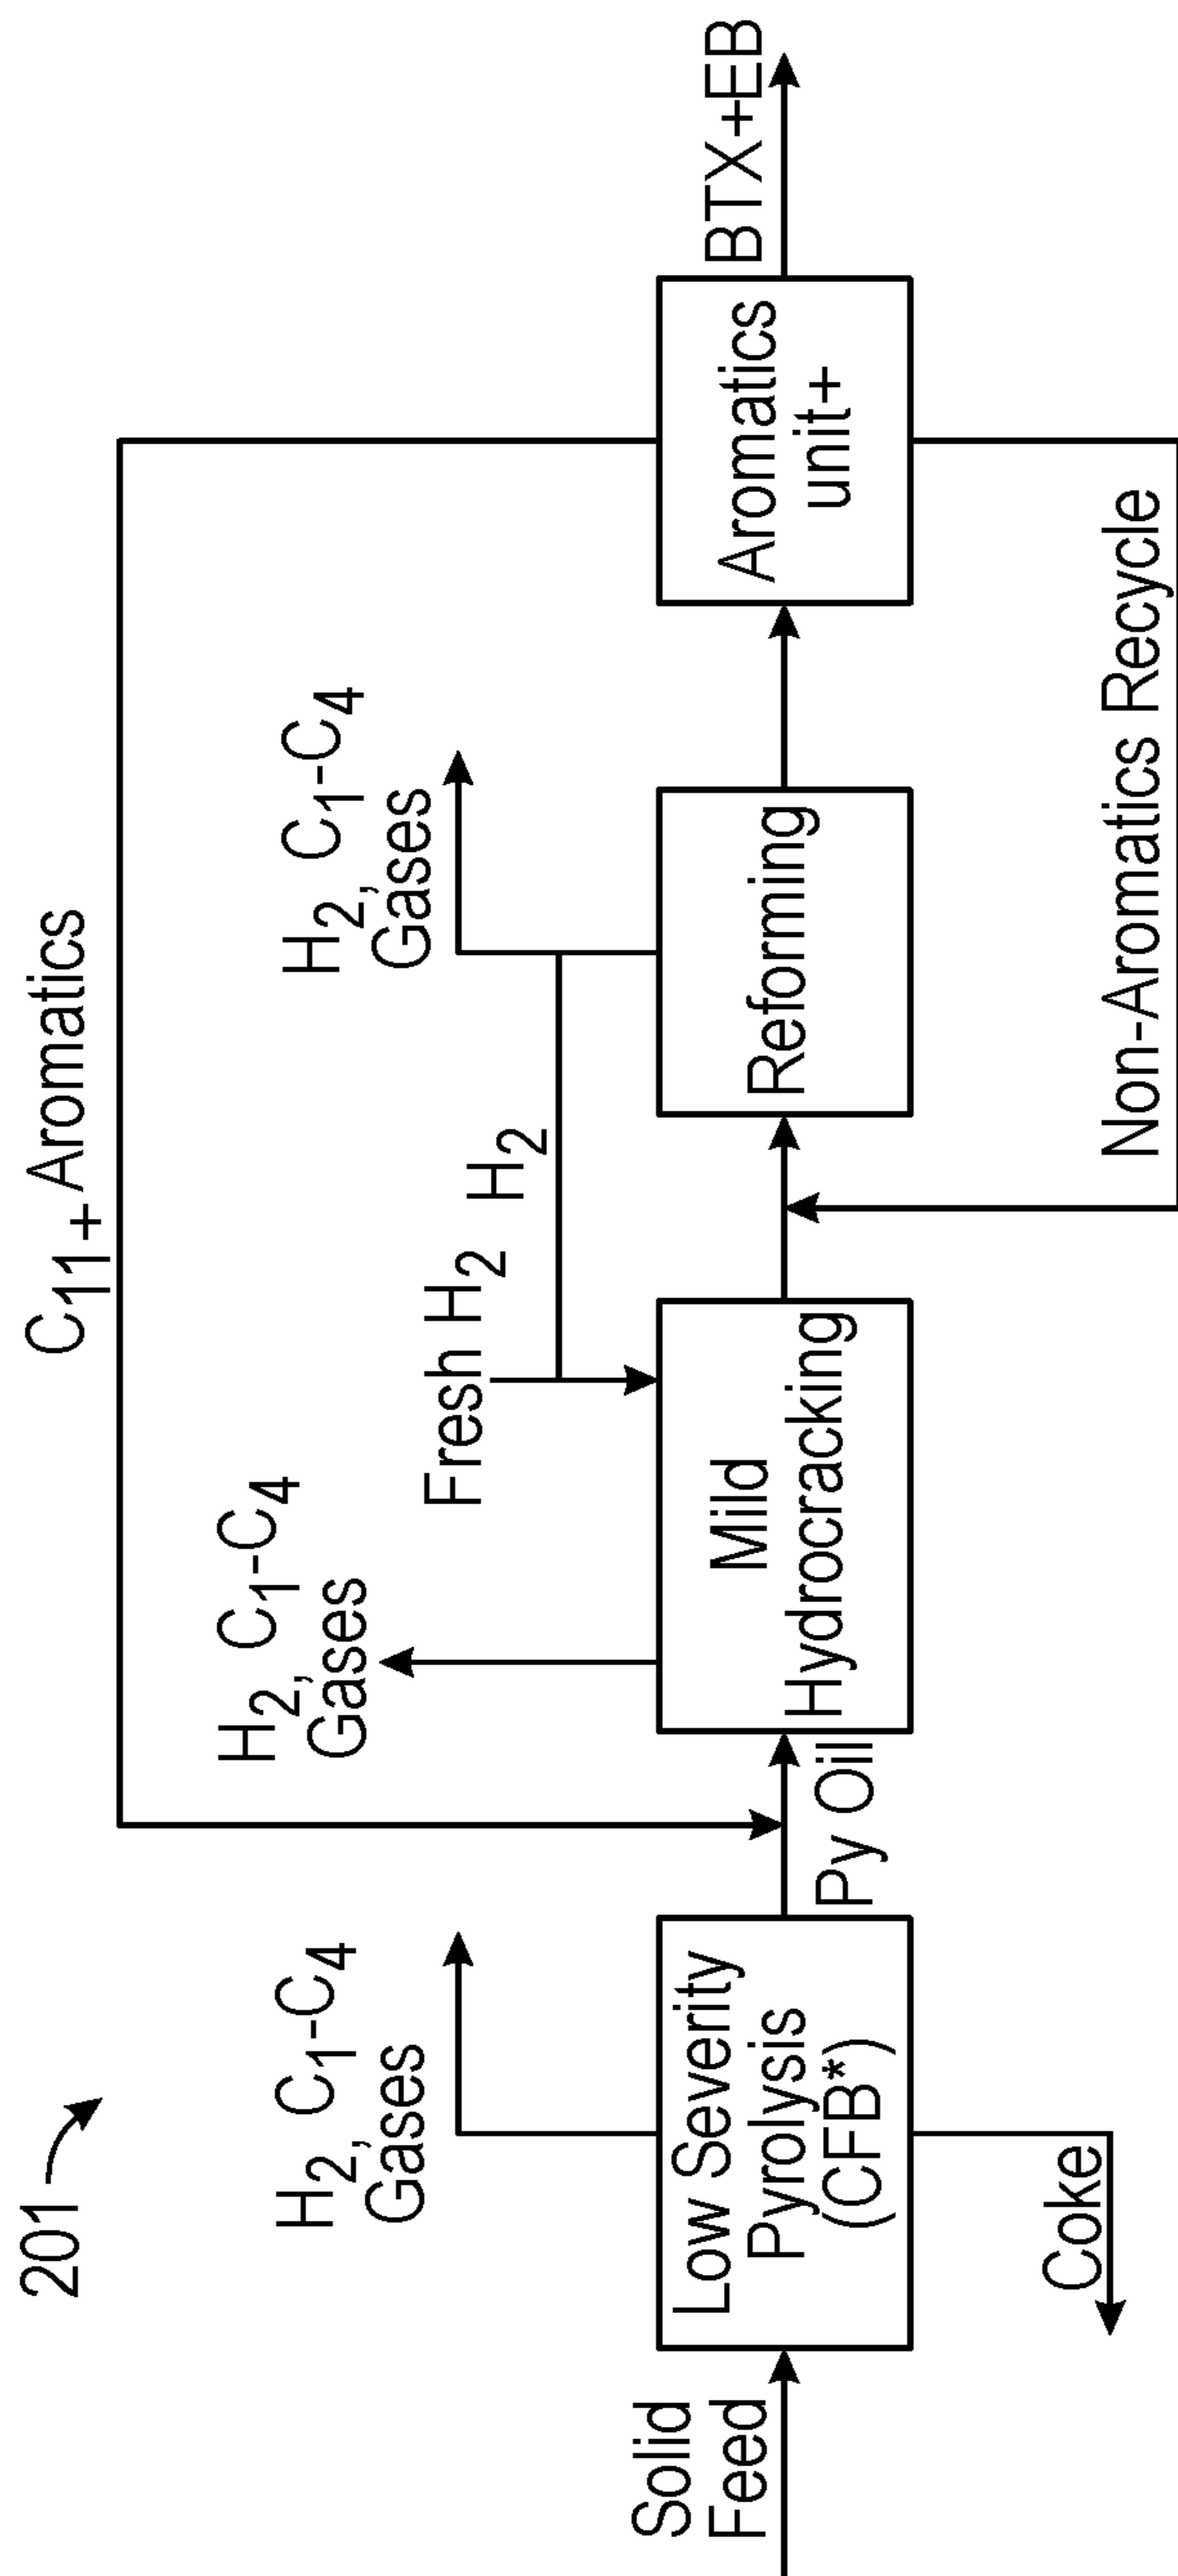 201
Solid
Feed
Low Severity
Pyrolysis
(CFB*)
H2, C1-C4
Gases
Coke
Py Oil
C11+ Aromatics
Mild
Hydrocracking
H2, C1-C4
Gases
Fresh H2
H2
Reforming
H2, C1-C4
Gases
Non-Aromatics Recycle
Aromatics
unit+
BTX+EB